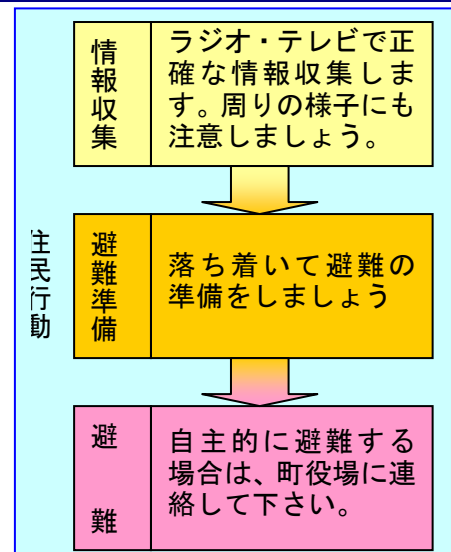 住民行動
情報収集
ラジオ・テレビで正
確な情報収集しま
す。周りの様子にも
注意しましょう。
避難準備
落ち着いて避難の
準備をしましょう
避難
自主的に避難する
場合は、町役場に連
絡して下さい。